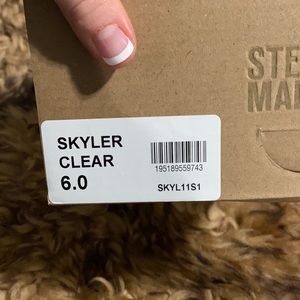 STE
MA
SKYLER
CLEAR
6.0
195189559743
SKYL11S1